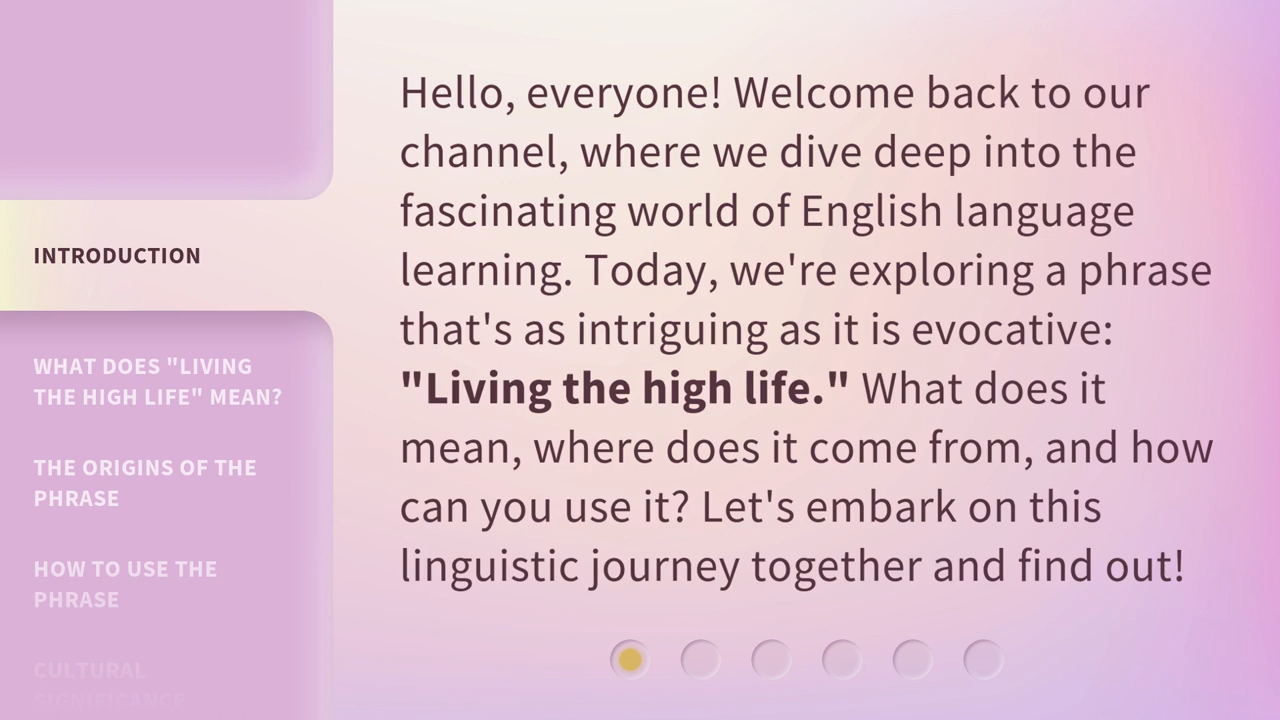 INTRODUCTION
WHAT DOES "LIVING
THE HIGH LIFE" MEAN?
THE ORIGINS OF THE
PHRASE
HOW TO USE THE
PHRASE
CULTURAL
SIGNIFICANCE
Hello, everyone! Welcome back to our
channel, where we dive deep into the
fascinating world of English language
learning. Today, we're exploring a phrase
that's as intriguing as it is evocative:
"Living the high life." What does it
mean, where does it come from, and how
can you use it? Let's embark on this
linguistic journey together and find out!